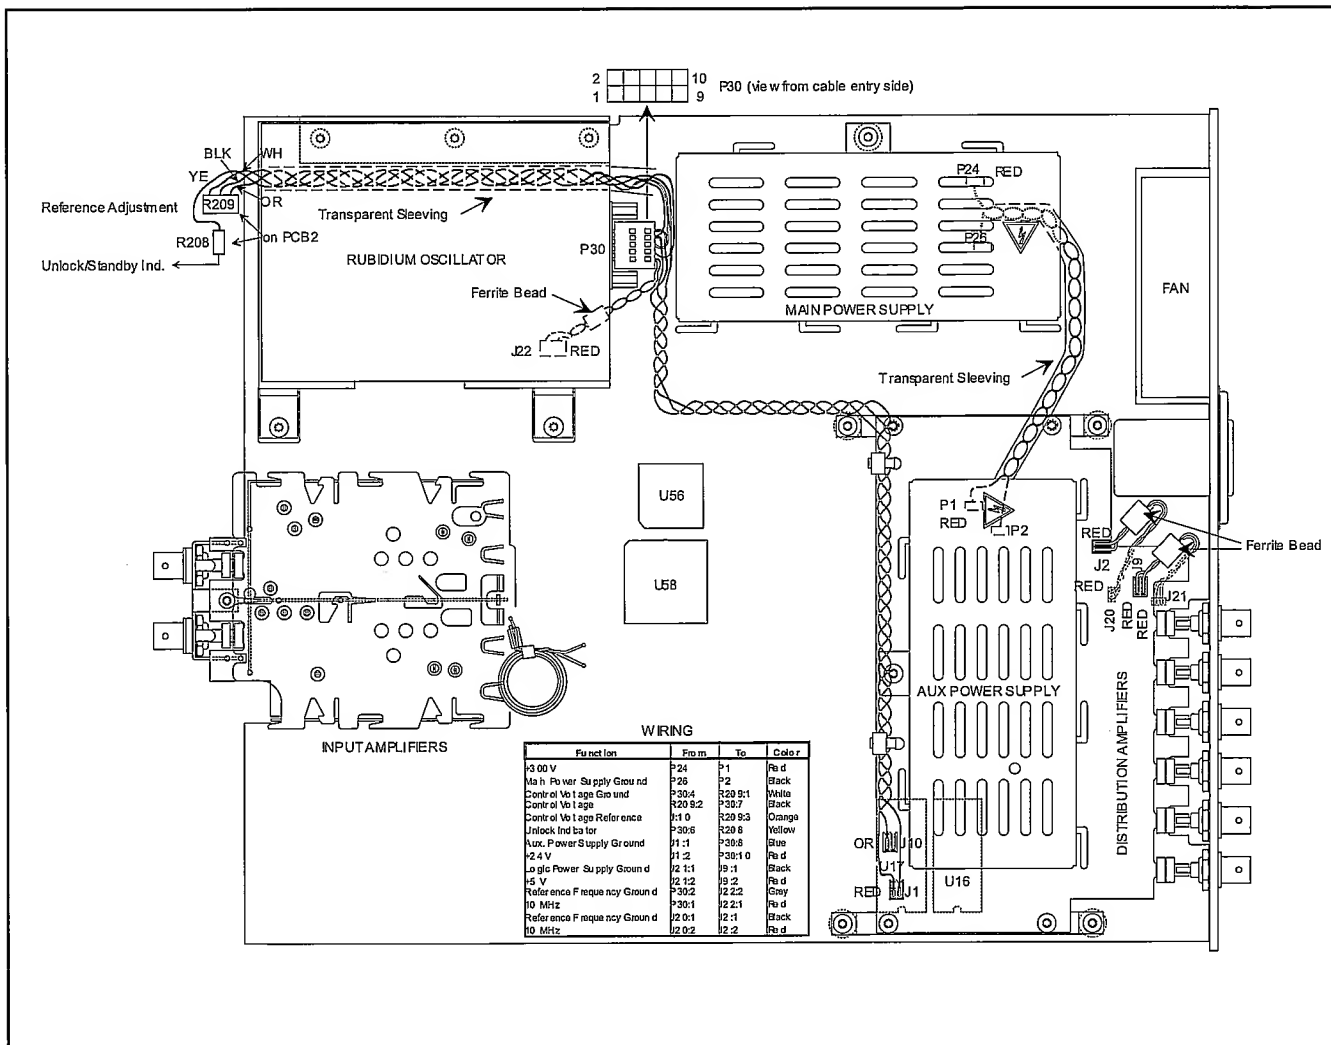 2 10 P30 (view from cable entry side)
1 9
BLK WH
YE
R209 OR
Reference Adjustment
R208 on PCB2
Unlock/Standby Ind.
Transparent Sleeving
RUBIDIUM OSCILLATOR
P30
Ferrite Bead
J22 RED
P24 RED
P26
MAIN POWER SUPPLY
FAN
Transparent Sleeving
U56
U58
P1
RED
P2
RED
J2
J9
Ferrite Bead
RED
J20
RED
RED
J21
INPUT AMPLIFIERS
AUX POWER SUPPLY
DISTRIBUTION AMPLIFIERS
OR J10
U17
RED J1
U16
WIRING
Function From To Color
+300 V P24 P1 Red
Main Power Supply Ground P26 P2 Black
Control Voltage Ground P30:4 R209:1 White
Control Voltage R209:2 P30:7 Black
Control Voltage Reference J:10 R209:3 Orange
Unlock Indicator P30:6 R208 Yellow
Aux. Power Supply Ground J1:1 P30:8 Blue
+24 V J1:2 P30:10 Red
Logic Power Supply Ground J21:1 J9:1 Black
+5 V J21:2 J9:2 Red
Reference Frequency Ground P30:2 J22:2 Gray
10 MHz P30:1 J22:1 Red
Reference Frequency Ground J20:1 J2:1 Black
10 MHz J20:2 J2:2 Red